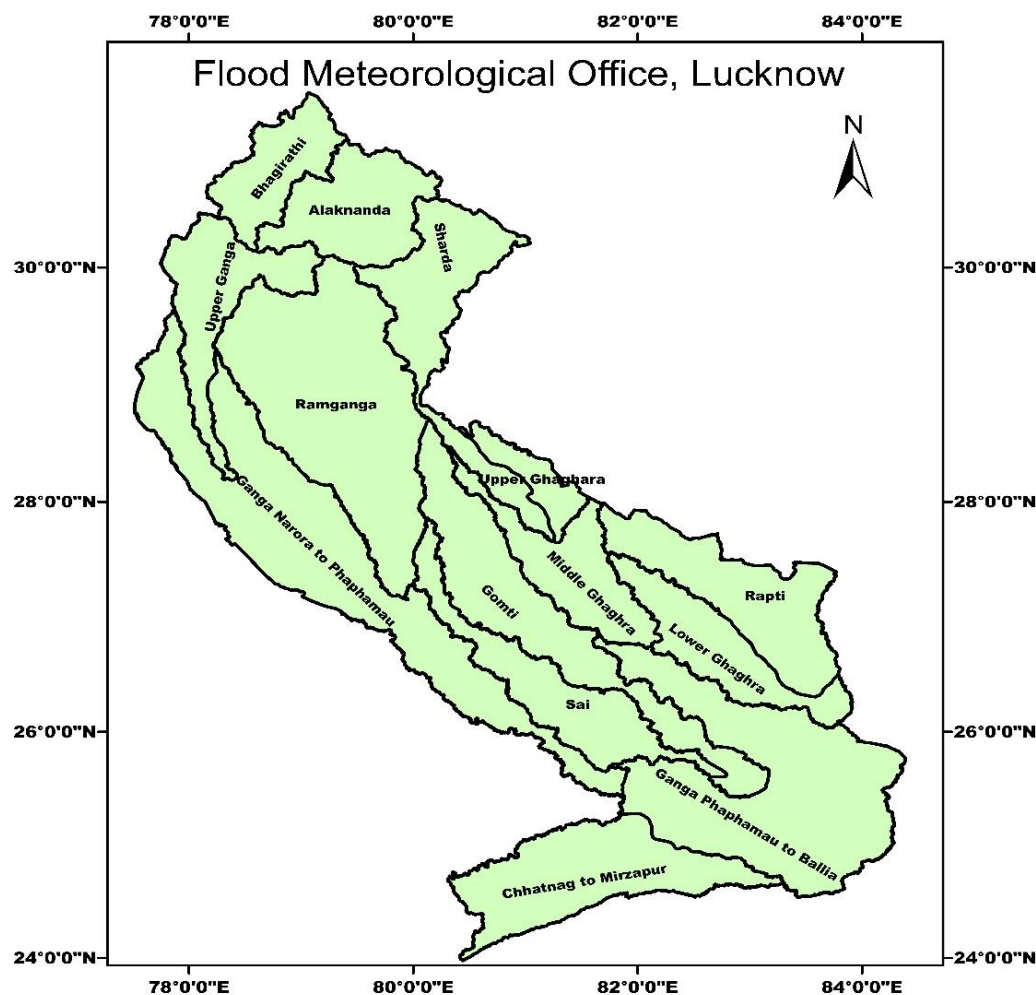 78°0'0"E
80°0'0"E
82°0'0"E
84°0'0"E
Flood Meteorological Office, Lucknow
N
Bhagirathi
Alaknanda
Sharda
30°0'0"N
30°0'0"N
Upper Ganga
Ramganga
Upper Ghaghara
28°0'0"N
28°0'0"N
Ganga Narora to Phaphamau
Middle Ghaghra
Gomti
Rapti
Lower Ghaghra
Sai
26°0'0"N
26°0'0"N
Ganga Phaphamau to Ballia
Chhatnag to Mirzapur
24°0'0"N
24°0'0"N
78°0'0"E
80°0'0"E
82°0'0"E
84°0'0"E